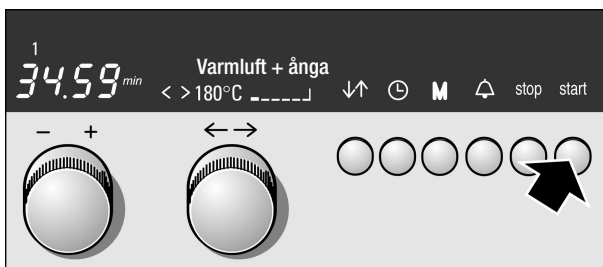 1
34.59 min
Varmluft + ånga
< > 180°C
M stop start
− +
← →